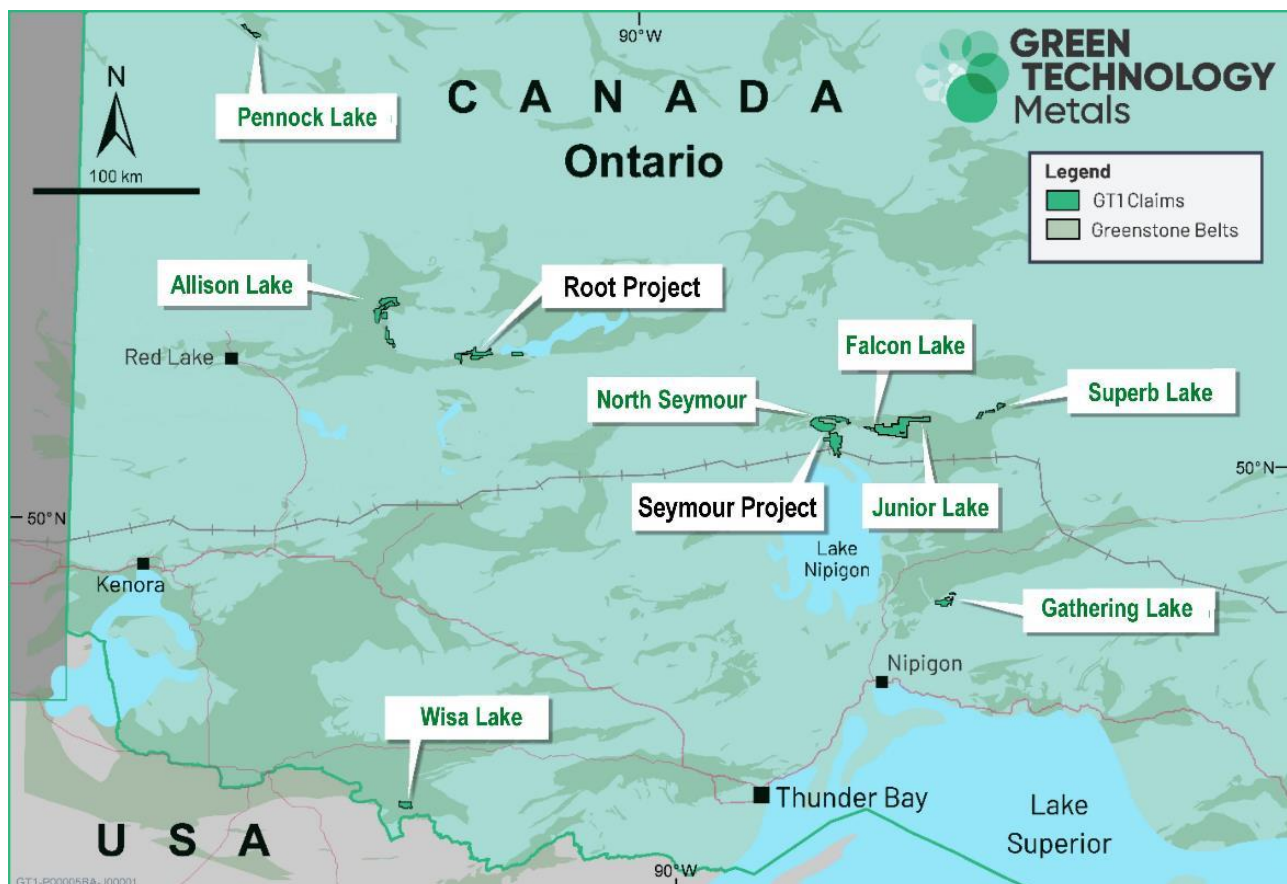 90°W
GREEN
TECHNOLOGY
Metals
N
100 km
Pennock Lake
CANADA
Ontario
Legend
GT1 Claims
Greenstone Belts
Allison Lake
Root Project
Red Lake
Falcon Lake
North Seymour
Superb Lake
50°N
Seymour Project
Junior Lake
50°N
Lake
Nipigon
Kenora
Gathering Lake
Nipigon
Wisa Lake
Thunder Bay
Lake
Superior
USA
90°W